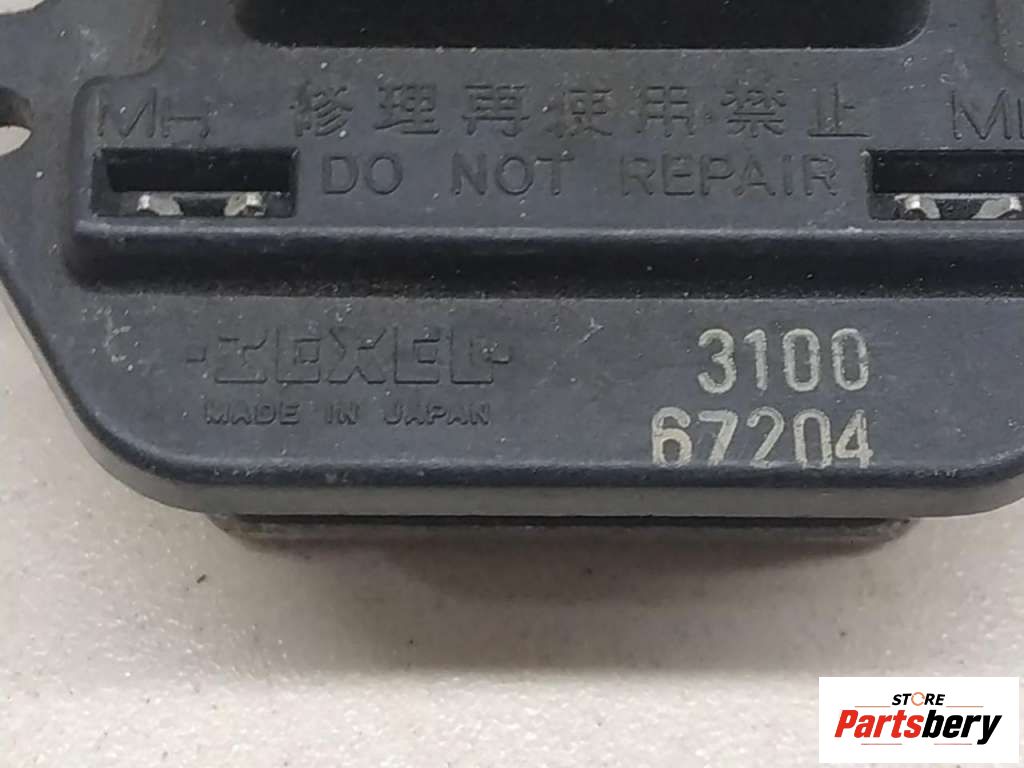 MH 修理再使用禁止
DO NOT REPAIR
ZEXEL
MADE IN JAPAN
3100
67204
STORE
Partsbery